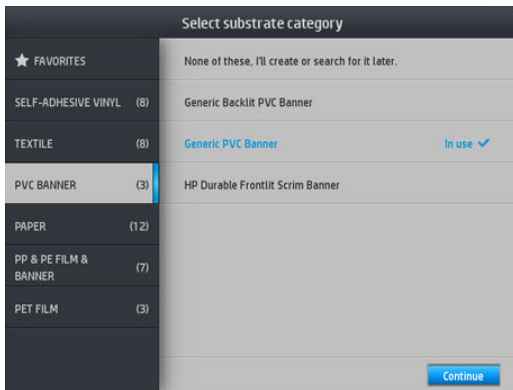 Select substrate category
FAVORITES
SELF-ADHESIVE VINYL (8)
TEXTILE (8)
PVC BANNER (3)
PAPER (12)
PP & PE FILM &
BANNER (7)
PET FILM (3)
None of these, I'll create or search for it later.
Generic Backlit PVC Banner
Generic PVC Banner In use
HP Durable Frontlit Scrim Banner
Continue